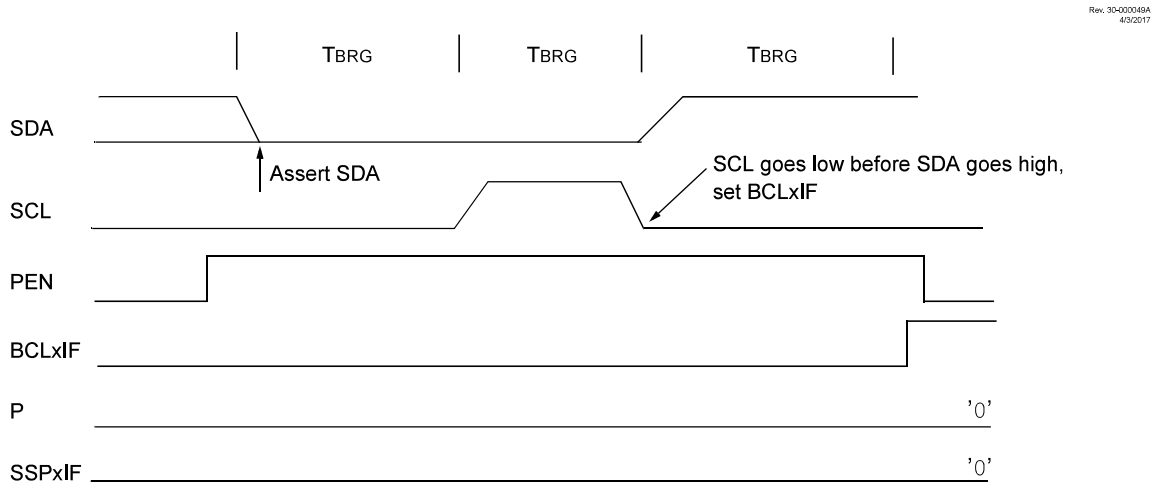 Rev. 30-000049A
4/3/2017
TBRG TBRG TBRG
SDA
Assert SDA
SCL goes low before SDA goes high,
set BCLxIF
SCL
PEN
BCLxIF
P '0'
SSPxIF '0'